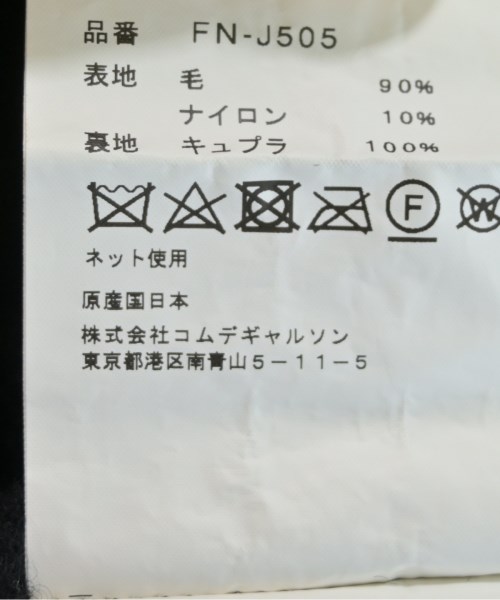 品番 FN-J505
表地 毛 90%
ナイロン 10%
裏地 キュプラ 100%
F W
ネット使用
原産国日本
株式会社コムデギャルソン
東京都港区南青山5-11-5